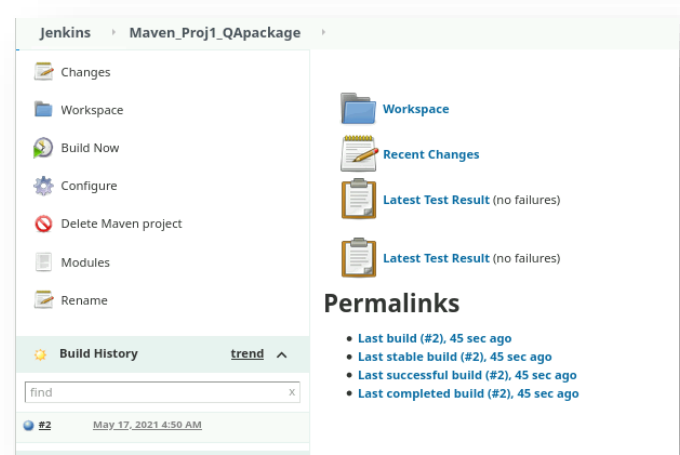 Jenkins Maven_Proj1_QApackage
Changes
Workspace
Build Now
Configure
Delete Maven project
Modules
Rename
Build History trend
find x
#2 May 17, 2021 4:50 AM
Workspace
Recent Changes
Latest Test Result (no failures)
Latest Test Result (no failures)
Permalinks
Last build (#2), 45 sec ago
Last stable build (#2), 45 sec ago
Last successful build (#2), 45 sec ago
Last completed build (#2), 45 sec ago